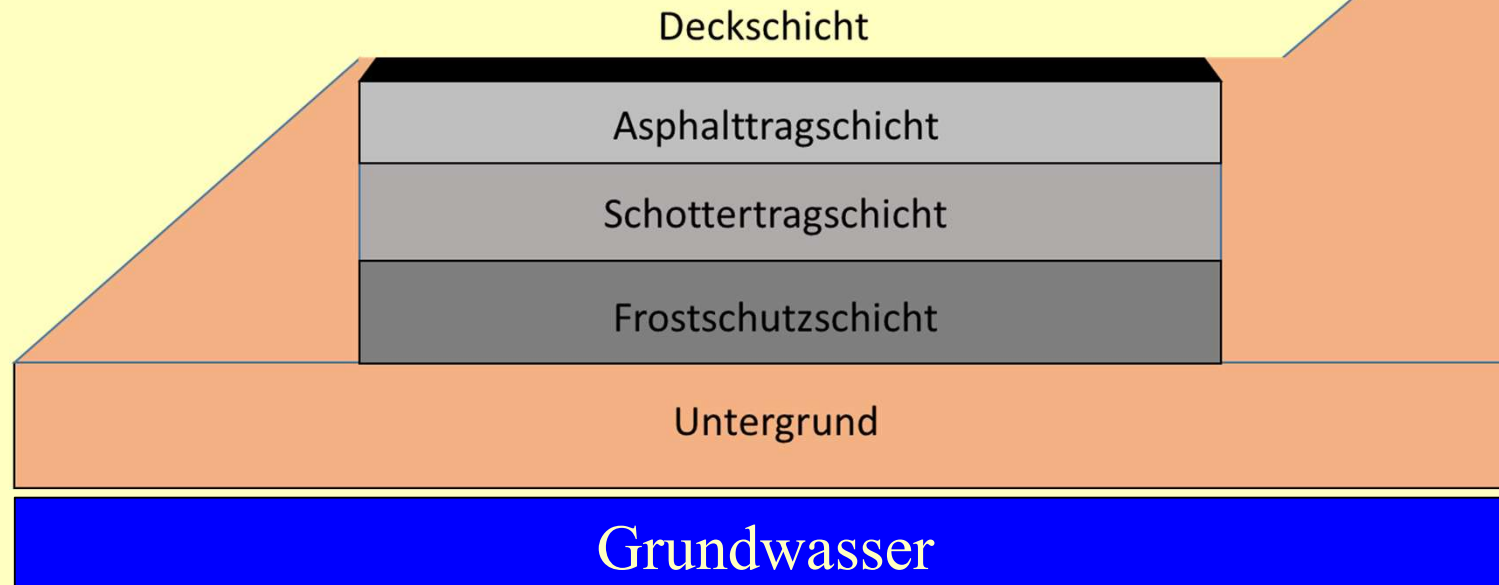 Deckschicht
Asphalttragschicht
Schottertragschicht
Frostschutzschicht
Untergrund
Grundwasser